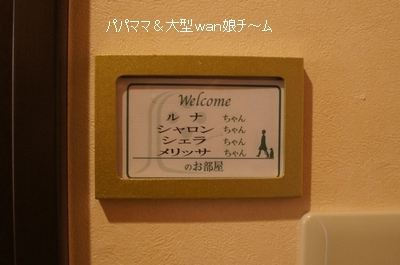 パパママ＆大型wan娘チ～ム
Welcome
ルナ ちゃん
シャロン ちゃん
シェラ ちゃん
メリッサ ちゃん
のお部屋